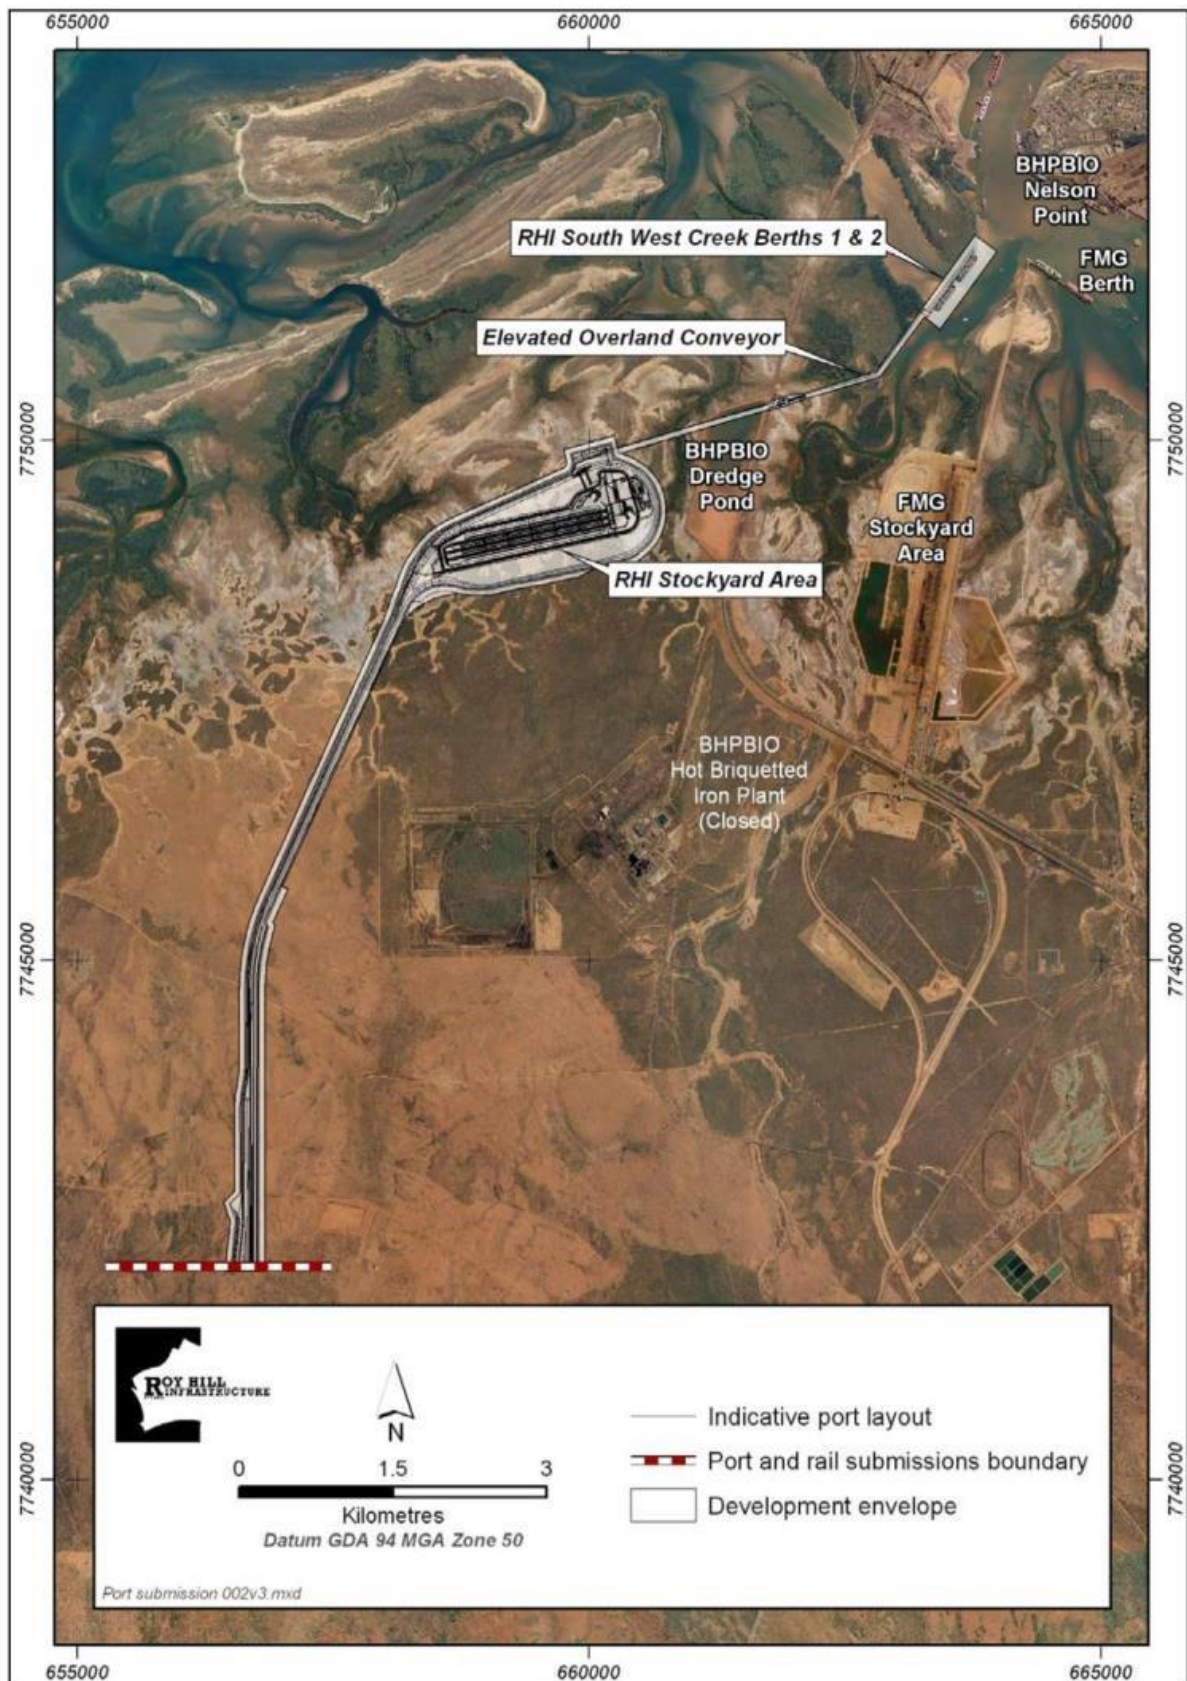 655000
660000
665000
BHPBIO
Nelson
Point
RHI South West Creek Berths 1 & 2
FMG
Berth
Elevated Overland Conveyor
7750000
7750000
BHPBIO
Dredge
Pond
FMG
Stockyard
Area
RHI Stockyard Area
BHPBIO
Hot Briquetted
Iron Plant
(Closed)
7745000
7745000
ROY HILL
INFRASTRUCTURE
N
0 1.5 3
Kilometres
Datum GDA 94 MGA Zone 50
Indicative port layout
Port and rail submissions boundary
Development envelope
7740000
7740000
Port submission 002v3.mxd
655000
660000
665000